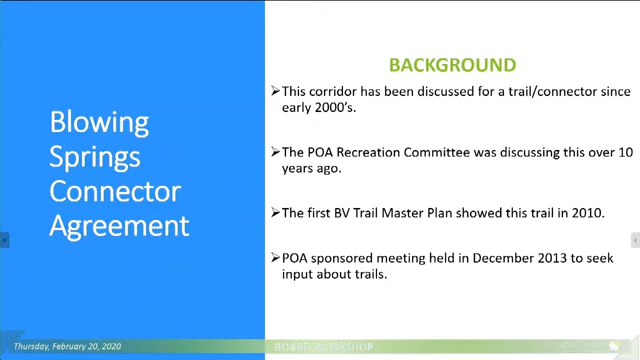 Blowing
Springs
Connector
Agreement
BACKGROUND
➢This corridor has been discussed for a trail/connector since
early 2000's.
➢The POA Recreation Committee was discussing this over 10
years ago.
➢The first BV Trail Master Plan showed this trail in 2010.
➢POA sponsored meeting held in December 2013 to seek
input about trails.
Thursday, February 20, 2020
BOARD WORKSHOP